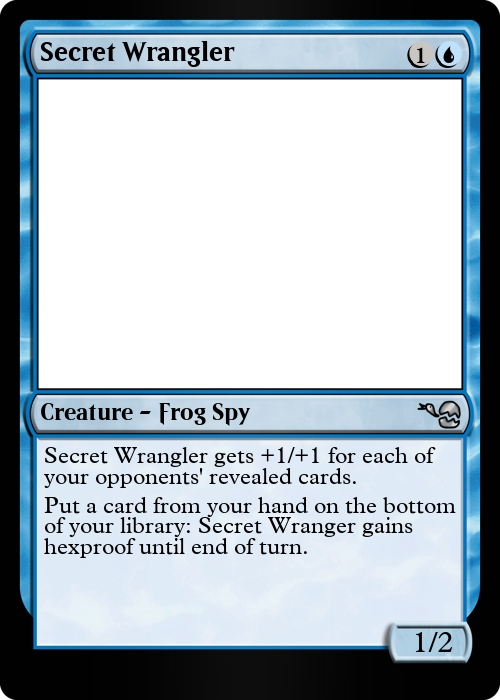 Secret Wrangler
1
Creature – Frog Spy
Secret Wrangler gets +1/+1 for each of
your opponents' revealed cards.
Put a card from your hand on the bottom
of your library: Secret Wranger gains
hexproof until end of turn.
1/2